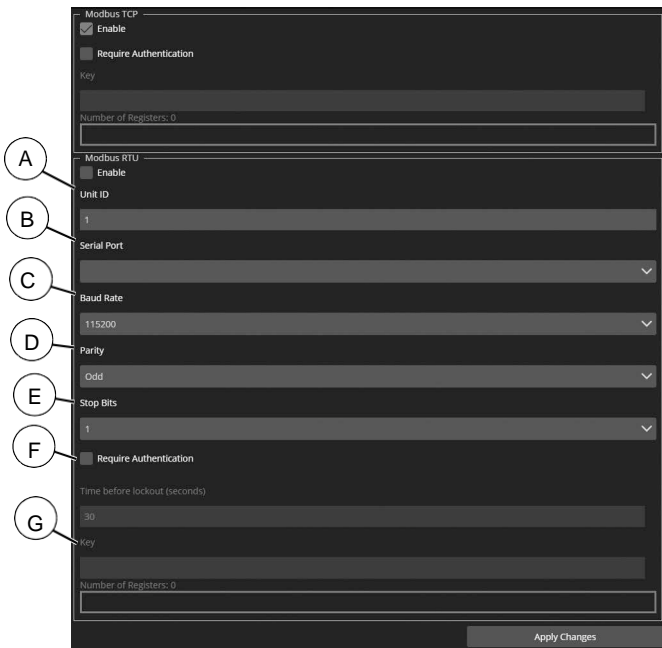 Modbus TCP
Enable
Require Authentication
Key
Number of Registers: 0
Modbus RTU
Enable
A
Unit ID
1
B
Serial Port
C
Baud Rate
115200
D
Parity
Odd
E
Stop Bits
1
F
Require Authentication
Time before lockout (seconds)
30
G
Key
Number of Registers: 0
Apply Changes